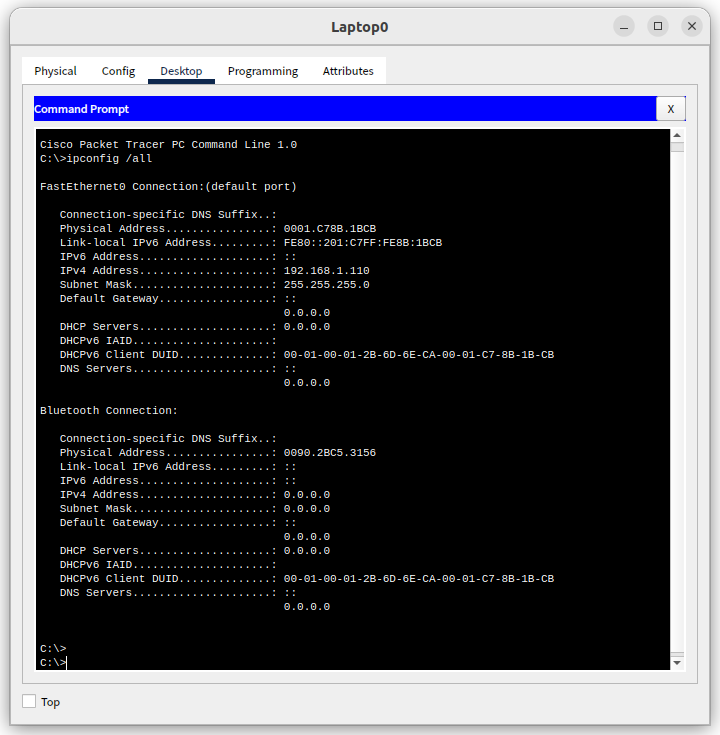 Laptop0
Physical Config Desktop Programming Attributes
Command Prompt X
Cisco Packet Tracer PC Command Line 1.0
C:\>ipconfig /all
FastEthernet0 Connection:(default port)
Connection-specific DNS Suffix..:
Physical Address................: 0001.C78B.1BCB
Link-local IPv6 Address.........: FE80::201:C7FF:FE8B:1BCB
IPv6 Address....................: ::
IPv4 Address....................: 192.168.1.110
Subnet Mask.....................: 255.255.255.0
Default Gateway.................: ::
0.0.0.0
DHCP Servers....................: 0.0.0.0
DHCPv6 IAID.....................:
DHCPv6 Client DUID..............: 00-01-00-01-2B-6D-6E-CA-00-01-C7-8B-1B-CB
DNS Servers.....................: ::
0.0.0.0
Bluetooth Connection:
Connection-specific DNS Suffix..:
Physical Address................: 0090.2BC5.3156
Link-local IPv6 Address.........: ::
IPv6 Address....................: ::
IPv4 Address....................: 0.0.0.0
Subnet Mask.....................: 0.0.0.0
Default Gateway.................: ::
0.0.0.0
DHCP Servers....................: 0.0.0.0
DHCPv6 IAID.....................:
DHCPv6 Client DUID..............: 00-01-00-01-2B-6D-6E-CA-00-01-C7-8B-1B-CB
DNS Servers.....................: ::
0.0.0.0
C:\>
C:\>
Top